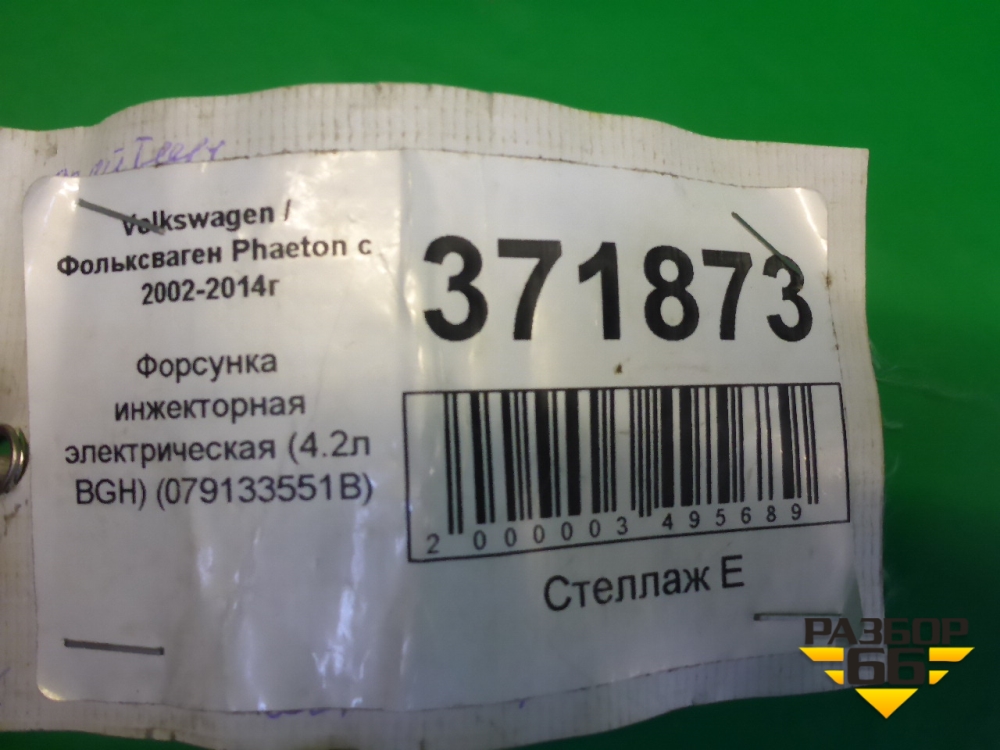 Volkswagen /
Фольксваген Phaeton с
2002-2014г
Форсунка
инжекторная
электрическая (4.2л
BGH) (079133551B)
371873
2 000003 495689
Стеллаж Е
РАЗБОР
66